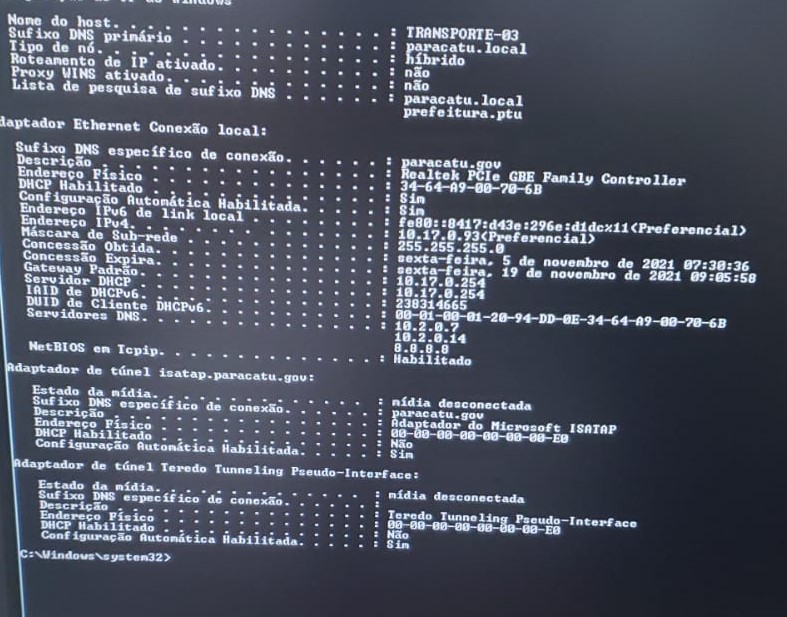 do Windows
Nome do host. . . . . . . . . . . . : TRANSPORTE-03
Sufixo DNS primário . . . . . . . . : paracatu.local
Tipo de nó. . . . . . . . . . . . . : híbrido
Roteamento de IP ativado. . . . . . : não
Proxy WINS ativado. . . . . . . . . : não
Lista de pesquisa de sufixo DNS . . : paracatu.local
prefeitura.ptu
daptador Ethernet Conexão local:
Sufixo DNS específico de conexão. . : paracatu.gov
Descrição . . . . . . . . . . . . . : Realtek PCIe GBE Family Controller
Endereço Físico . . . . . . . . . . : 34-64-A9-00-70-6B
DHCP Habilitado . . . . . . . . . . : Sim
Configuração Automática Habilitada. : Sim
Endereço IPv6 de link local . . . . : fe80::8417:d43e:296e:d1dc%11(Preferencial)
Endereço IPv4. . . . . . . . . . . : 10.17.0.93(Preferencial)
Máscara de Sub-rede . . . . . . . . : 255.255.255.0
Concessão Obtida. . . . . . . . . . : sexta-feira, 5 de novembro de 2021 07:30:36
Concessão Expira. . . . . . . . . . : sexta-feira, 19 de novembro de 2021 09:05:58
Gateway Padrão. . . . . . . . . . . : 10.17.0.254
Servidor DHCP . . . . . . . . . . . : 10.17.0.254
IAID de DHCPv6. . . . . . . . . . . : 238314665
DUID de Cliente DHCPv6. . . . . . . : 00-01-00-01-20-94-DD-0E-34-64-A9-00-70-6B
Servidores DNS. . . . . . . . . . . : 10.2.0.7
10.2.0.14
8.8.8.8
NetBIOS em Tcpip. . . . . . . . . . : Habilitado
Adaptador de túnel isatap.paracatu.gov:
Estado da mídia. . . . . . . . . . : mídia desconectada
Sufixo DNS específico de conexão. . : paracatu.gov
Descrição . . . . . . . . . . . . . : Adaptador do Microsoft ISATAP
Endereço Físico . . . . . . . . . . : 00-00-00-00-00-00-00-E0
DHCP Habilitado . . . . . . . . . . : Não
Configuração Automática Habilitada. : Sim
Adaptador de túnel Teredo Tunneling Pseudo-Interface:
Estado da mídia. . . . . . . . . . : mídia desconectada
Sufixo DNS específico de conexão. . :
Descrição . . . . . . . . . . . . . : Teredo Tunneling Pseudo-Interface
Endereço Físico . . . . . . . . . . : 00-00-00-00-00-00-00-E0
DHCP Habilitado . . . . . . . . . . : Não
Configuração Automática Habilitada. : Sim
C:\Windows\system32>